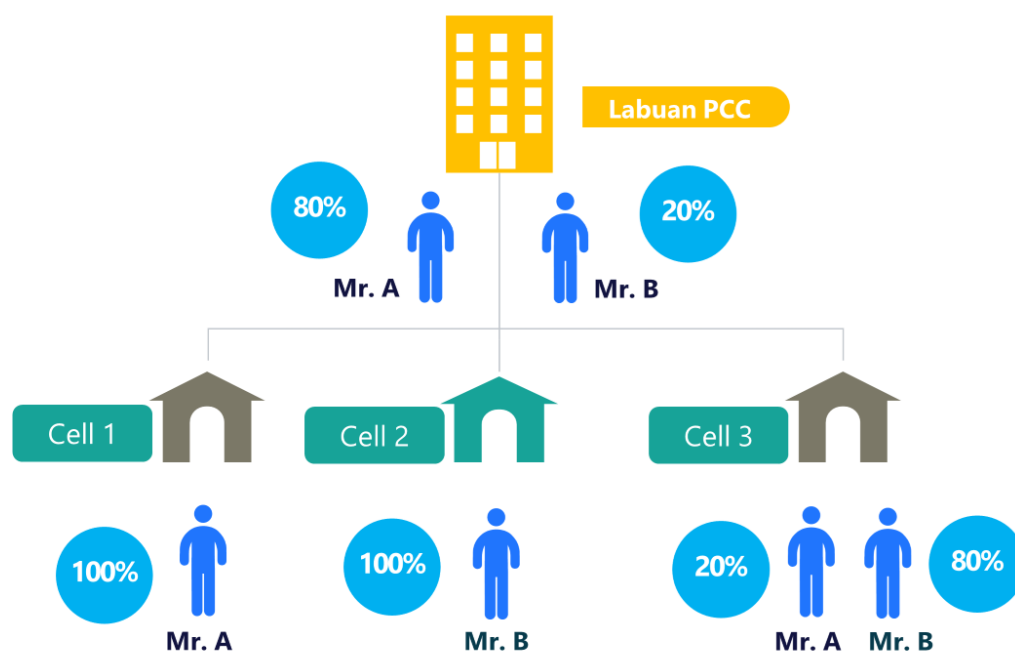 Labuan PCC
80%
20%
Mr. A
Mr. B
Cell 1
Cell 2
Cell 3
100%
100%
20%
80%
Mr. A
Mr. B
Mr. A
Mr. B